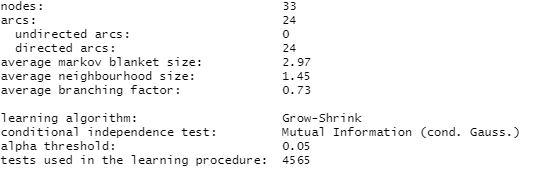 nodes: 33
arcs: 24
undirected arcs: 0
directed arcs: 24
average markov blanket size: 2.97
average neighbourhood size: 1.45
average branching factor: 0.73
learning algorithm: Grow-Shrink
conditional independence test: Mutual Information (cond. Gauss.)
alpha threshold: 0.05
tests used in the learning procedure: 4565